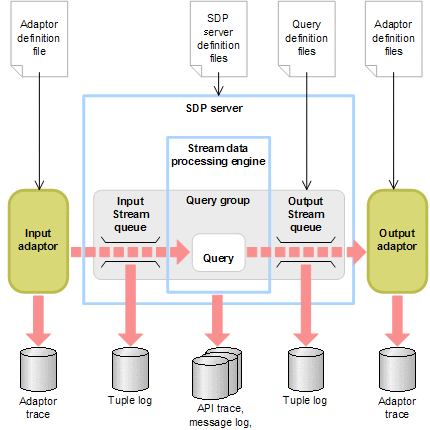 Adaptor
definition
file
SDP
server
definition
files
Query
definition
files
Adaptor
definition
files
SDP server
Stream data
processing engine
Input
Stream
queue
Query group
Output
Stream
queue
Input
adaptor
Query
Output
adaptor
Adaptor
trace
Tuple log
API trace,
message log,
Tuple log
Adaptor
trace